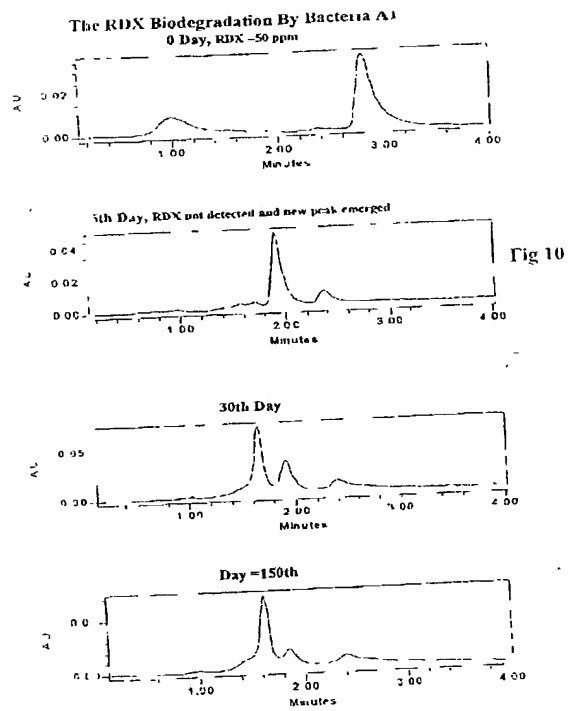 The RDX Biodegradation By Bacteria A1
0 Day, RDX –50 ppm
AU
0.02
0.00
1.00 2.00 3.00 4.00
Minutes
5th Day, RDX not detected and new peak emerged
AU
0.04
0.02
0.00
1.00 2.00 3.00 4.00
Minutes
Fig 10
30th Day
AU
0.05
0.00
1.00 2.00 3.00 4.00
Minutes
Day =150th
AU
1.00 2.00 3.00 4.00
Minutes